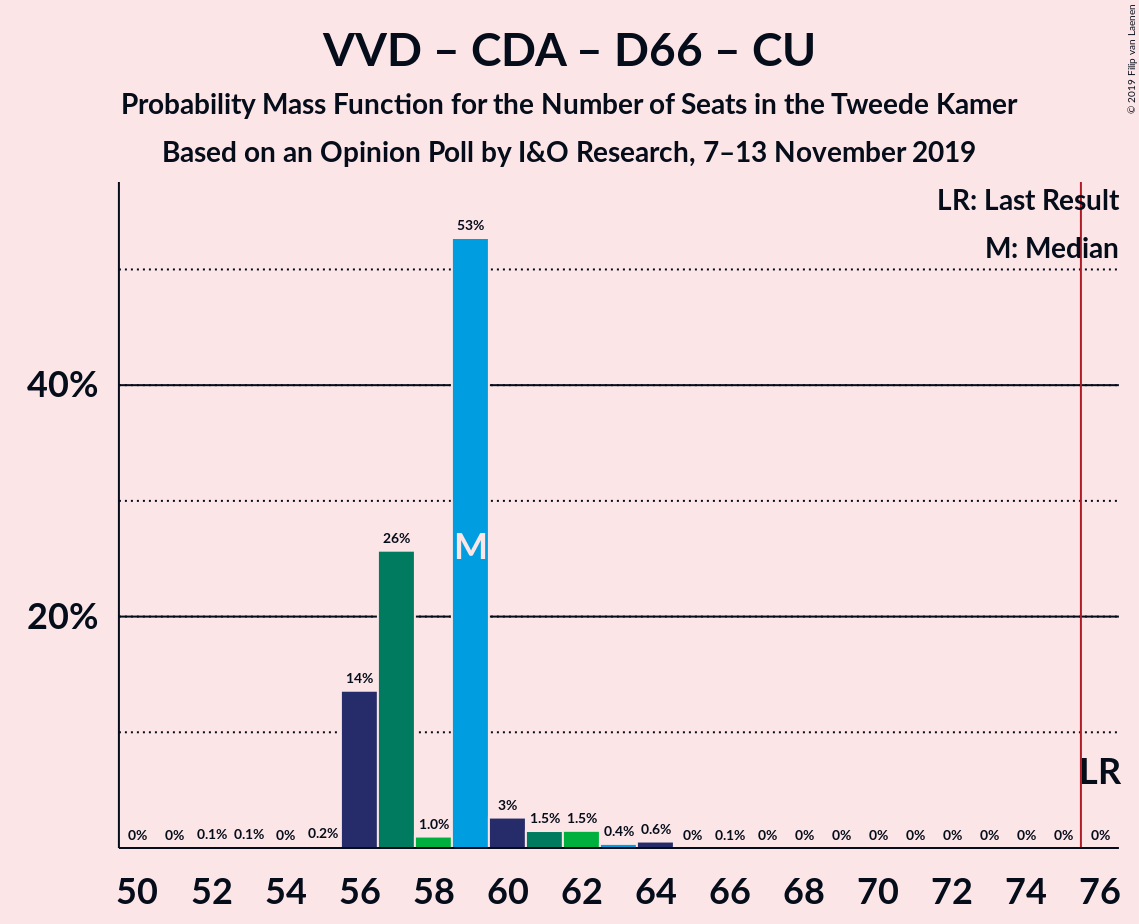 VVD – CDA – D66 – CU
Probability Mass Function for the Number of Seats in the Tweede Kamer
Based on an Opinion Poll by I&O Research, 7–13 November 2019
© 2019 Filip van Laenen
LR: Last Result
M: Median
40%
20%
0% 0% 0.1% 0.1% 0% 0.2% 14% 26% 1.0% 53% 3% 1.5% 1.5% 0.4% 0.6% 0% 0.1% 0% 0% 0% 0% 0% 0% 0% 0% 0% 0%
M
LR
50 52 54 56 58 60 62 64 66 68 70 72 74 76